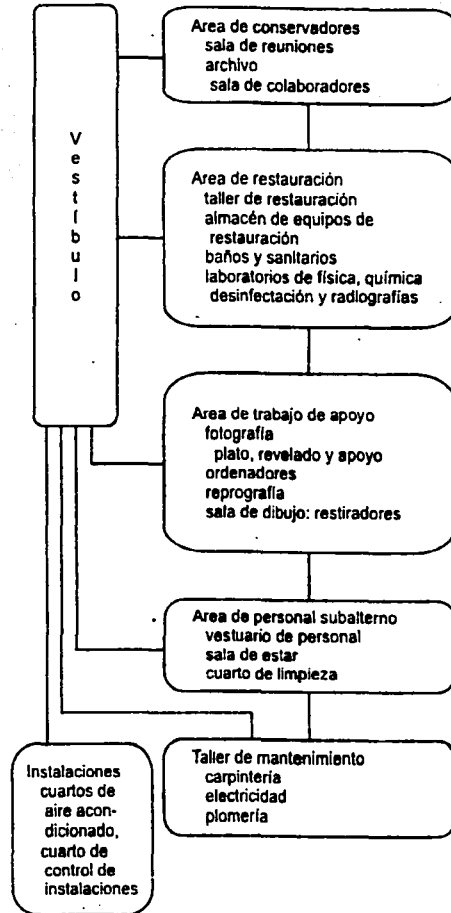 Vestíbulo
Area de conservadores
sala de reuniones
archivo
sala de colaboradores
Area de restauración
taller de restauración
almacén de equipos de
restauración
baños y sanitarios
laboratorios de física, química
desinfectación y radiografías
Area de trabajo de apoyo
fotografía
plato, revelado y apoyo
ordenadores
reprografía
sala de dibujo: restiradores
Area de personal subalterno
vestuario de personal
sala de estar
cuarto de limpieza
Taller de mantenimiento
carpintería
electricidad
plomería
Instalaciones
cuartos de
aire acon-
dicionado,
cuarto de
control de
instalaciones